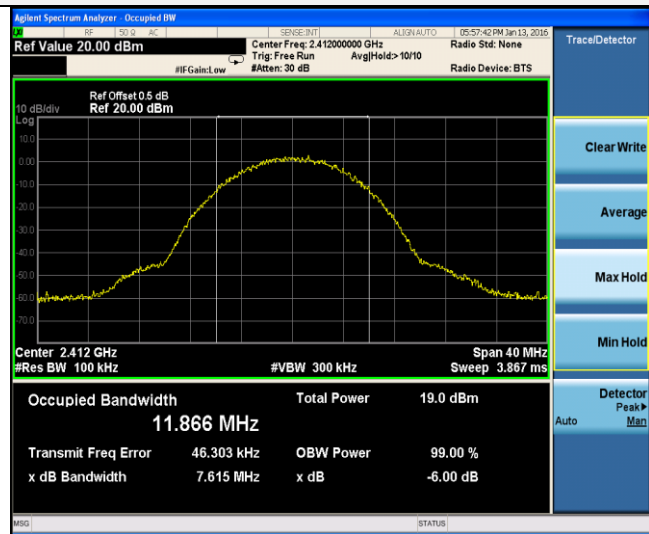 Agilent Spectrum Analyzer - Occupied BW
RF 50 Ω AC SENSE:INT ALIGN AUTO 05:57:42 PM Jan 13, 2016
Ref Value 20.00 dBm Center Freq: 2.412000000 GHz Radio Std: None
Trig: Free Run Avg|Hold:> 10/10
#IFGain:Low #Atten: 30 dB Radio Device: BTS
Ref Offset 0.5 dB
10 dB/div Ref 20.00 dBm
Log
10.0
0.00
-10.0
-20.0
-30.0
-40.0
-50.0
-60.0
-70.0
Center 2.412 GHz Span 40 MHz
#Res BW 100 kHz #VBW 300 kHz Sweep 3.867 ms
Occupied Bandwidth Total Power 19.0 dBm
11.866 MHz
Transmit Freq Error 46.303 kHz OBW Power 99.00 %
x dB Bandwidth 7.615 MHz x dB -6.00 dB
MSG STATUS
Trace/Detector
Clear Write
Average
Max Hold
Min Hold
Detector
Peak▶
Auto Man